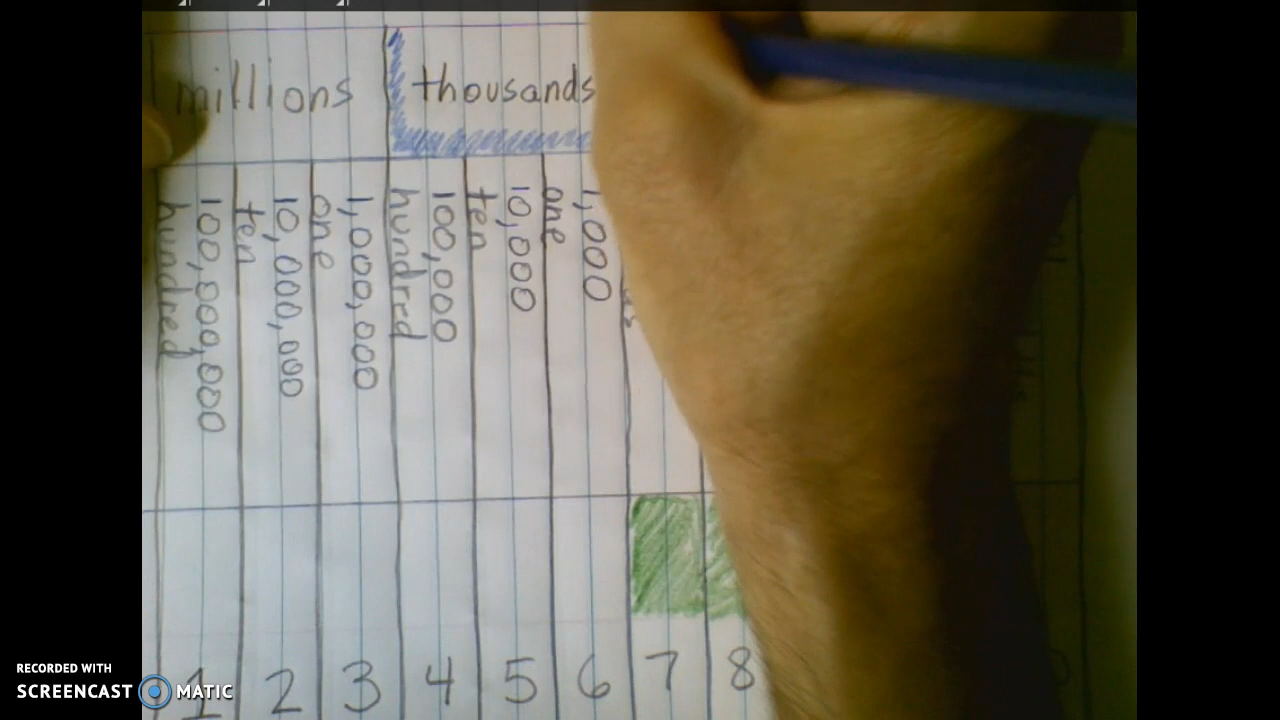 millions
thousands
hundred
100,000,000
ten
10,000,000
one
1,000,000
hundred
100,000
ten
10,000
one
1,000
1 2 3 4 5 6 7 8
RECORDED WITH
SCREENCAST MATIC